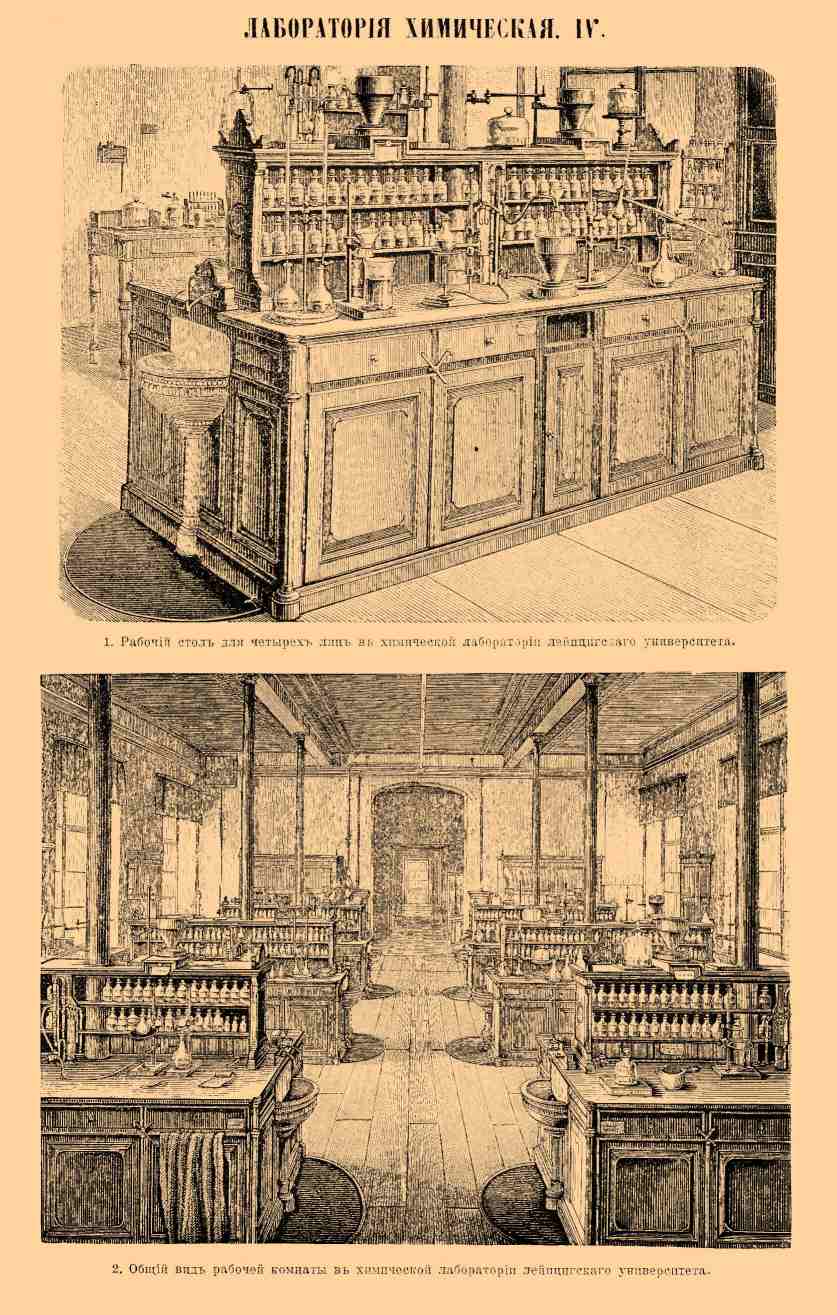 ЛАБОРАТОРІЯ ХИМИЧЕСКАЯ. IV.
1. Рабочій столъ для четырехъ лицъ въ химической лабораторіи лейпцигскаго университета.
2. Общій видъ рабочей комнаты въ химической лабораторіи лейпцигскаго университета.